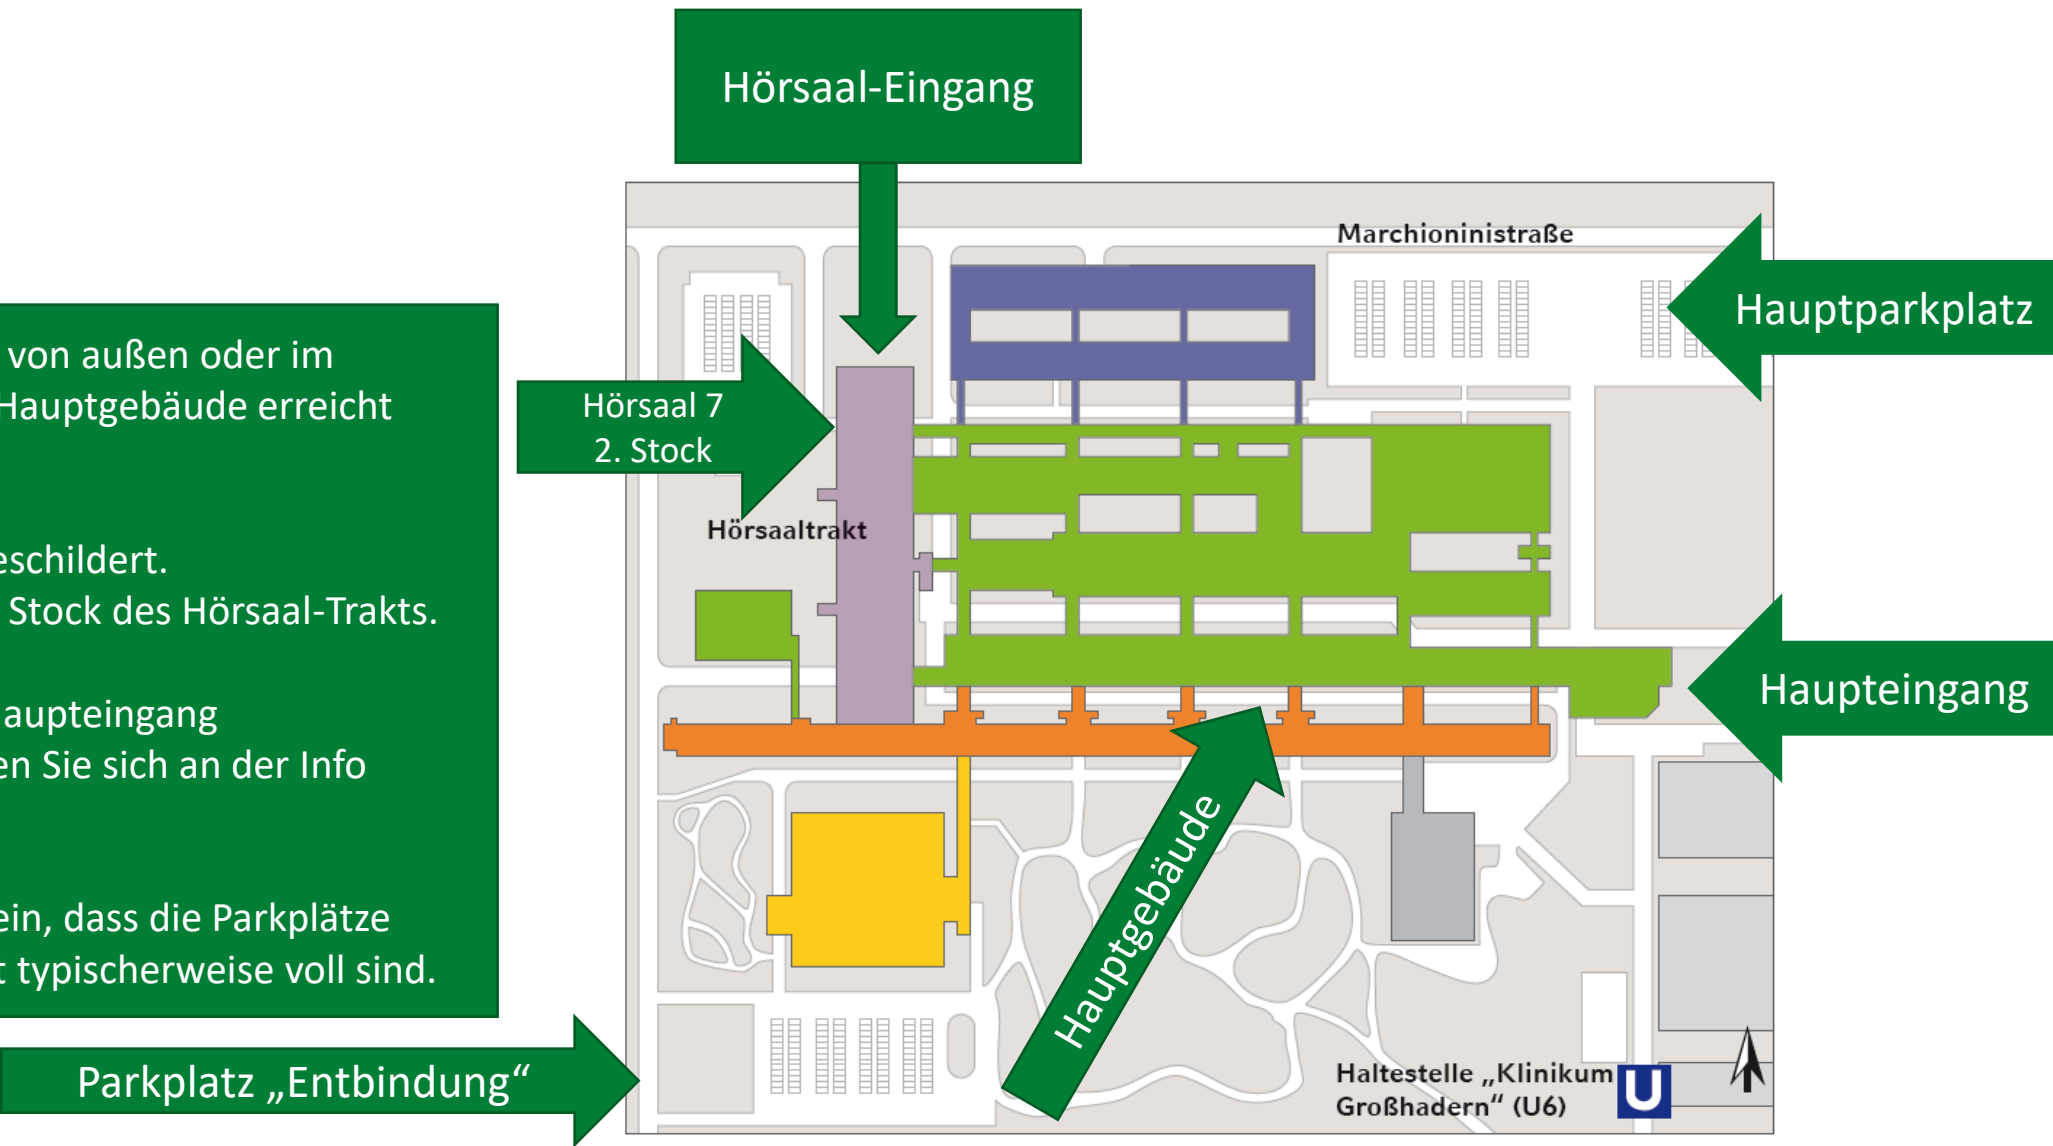 Hörsaal-Eingang
Marchioninistraße
Hauptparkplatz
von außen oder im
Hauptgebäude erreicht
Hörsaal 7
2. Stock
Hörsaaltrakt
eschildert.
Stock des Hörsaal-Trakts.
aupteingang
en Sie sich an der Info
Haupteingang
ein, dass die Parkplätze
t typischerweise voll sind.
Hauptgebäude
Parkplatz „Entbindung“
Haltestelle „Klinikum
Großhadern“ (U6)
U